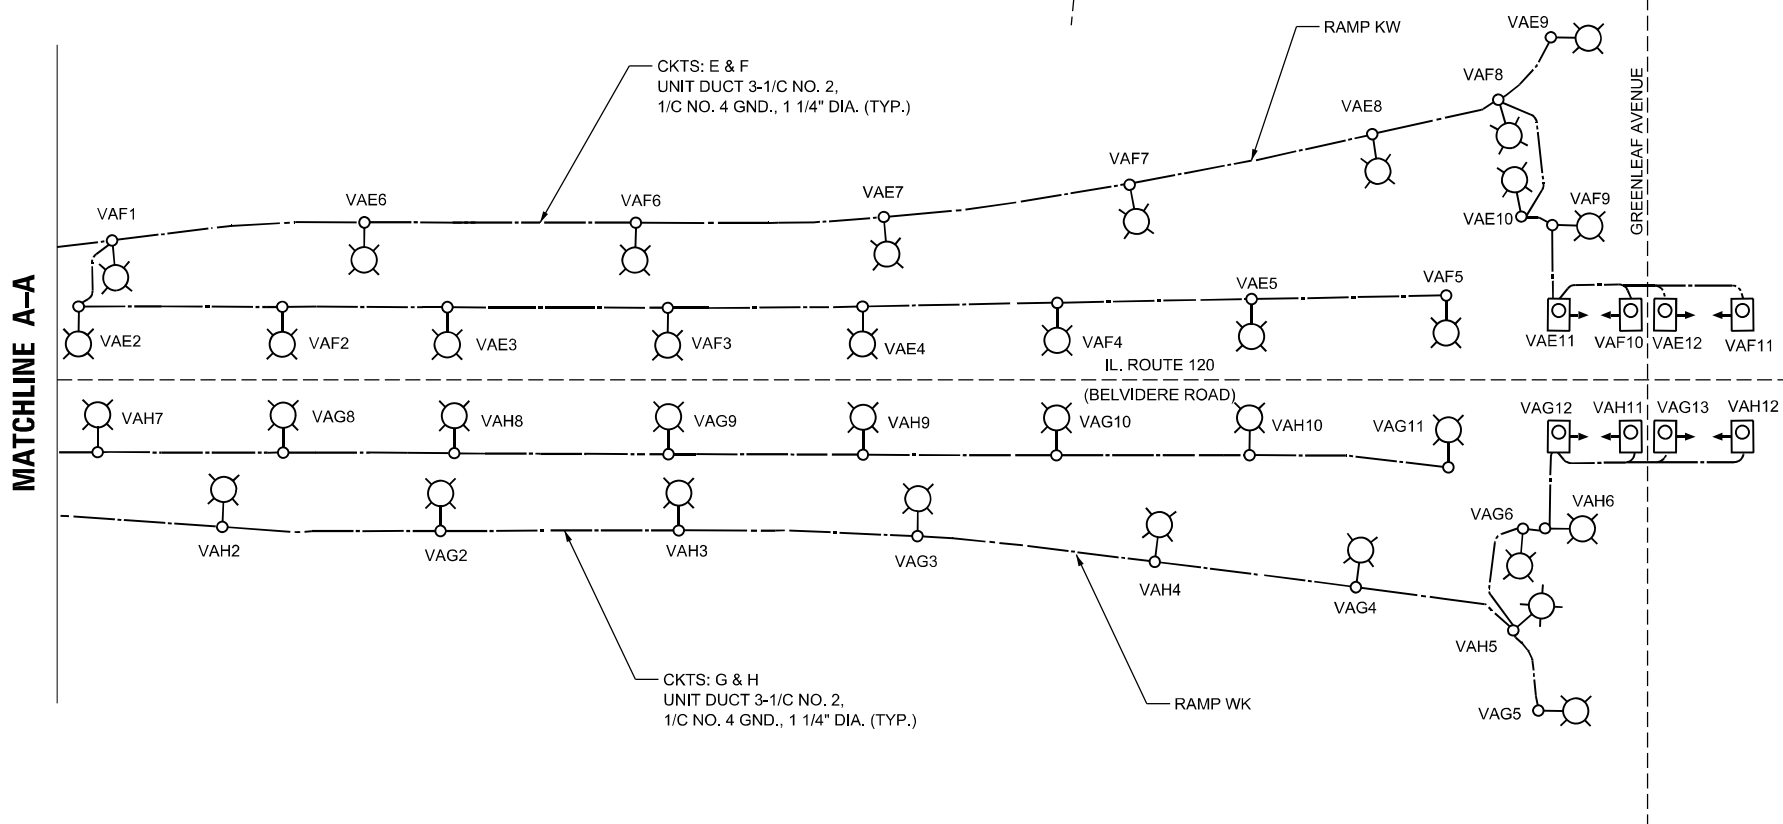 RAMP KW
VAE9
CKTS: E & F
UNIT DUCT 3-1/C NO. 2,
1/C NO. 4 GND., 1 1/4" DIA. (TYP.)
VAF8
VAE8
GREENLEAF AVENUE
VAF7
VAE7
VAE6
VAF6
VAF1
VAE10
VAF9
MATCHLINE A–A
VAE5
VAF5
VAE2
VAF2
VAE3
VAF3
VAE4
VAF4
VAE11
VAF10
VAE12
VAF11
IL. ROUTE 120
(BELVIDERE ROAD)
VAH7
VAG8
VAH8
VAG9
VAH9
VAG10
VAH10
VAG11
VAG12
VAH11
VAG13
VAH12
VAH2
VAG2
VAH3
VAG3
VAH4
VAG4
VAG6
VAH6
VAH5
VAG5
CKTS: G & H
UNIT DUCT 3-1/C NO. 2,
1/C NO. 4 GND., 1 1/4" DIA. (TYP.)
RAMP WK